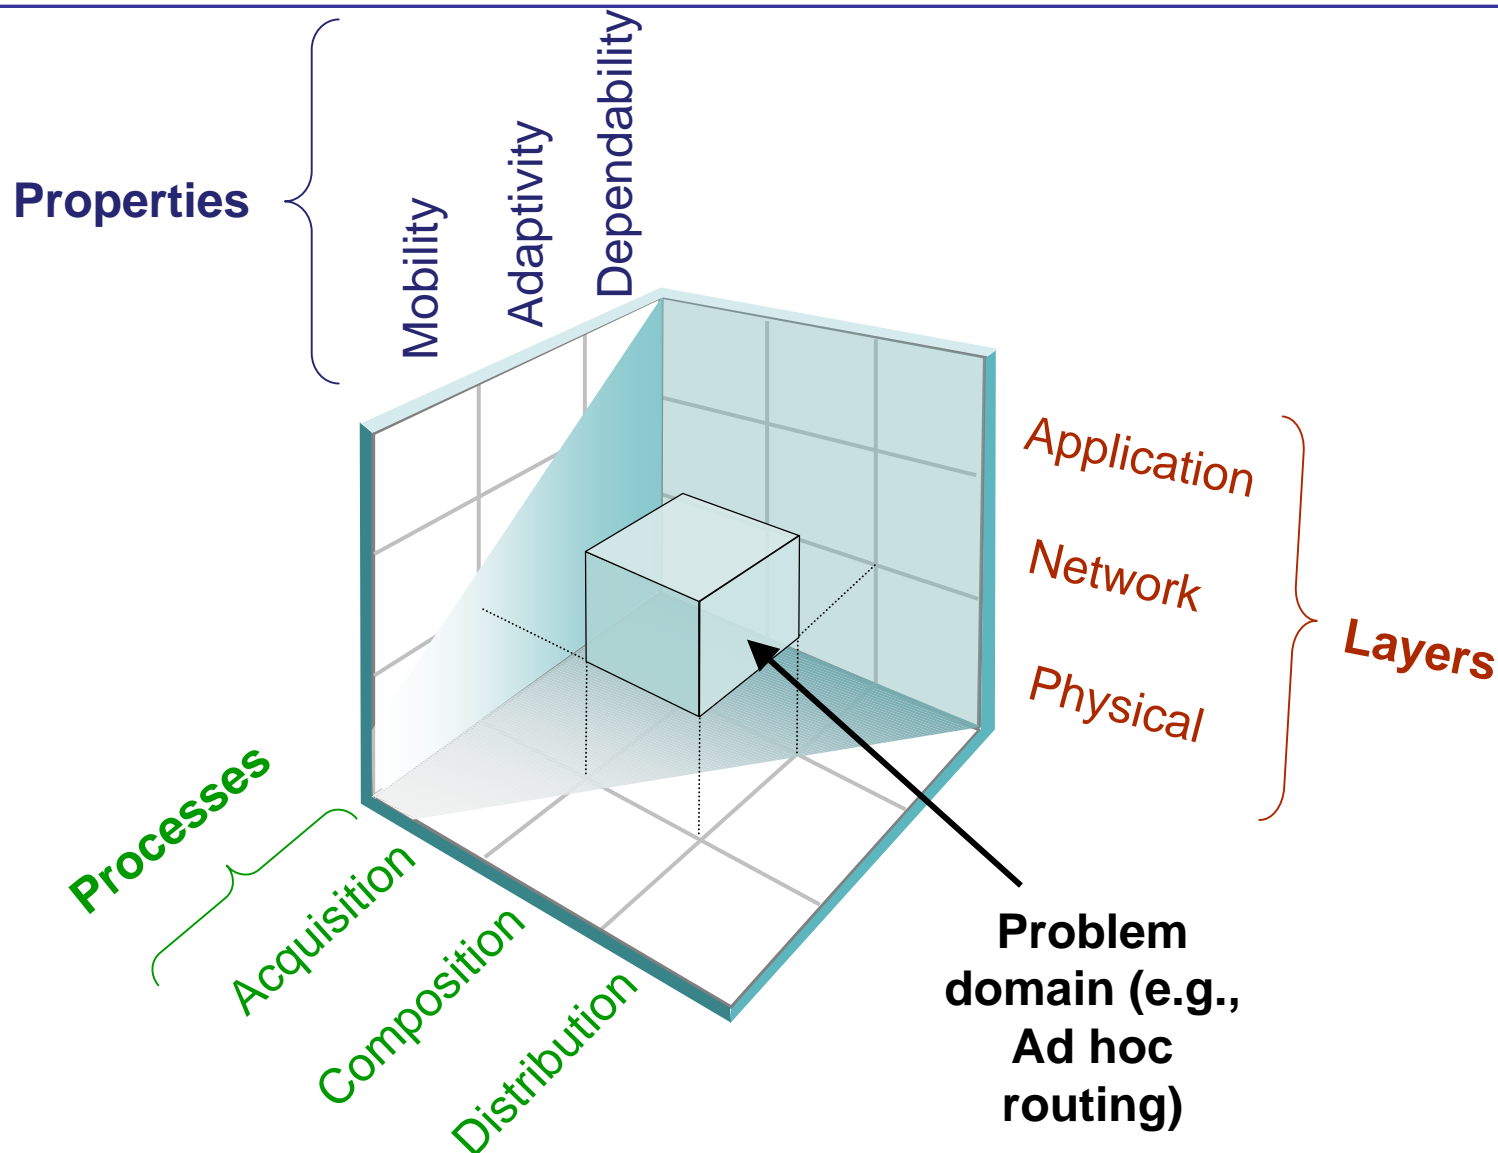 Properties
Mobility
Adaptivity
Dependability
Application
Network
Physical
Layers
Processes
Acquisition
Composition
Distribution
Problem
domain (e.g.,
Ad hoc
routing)